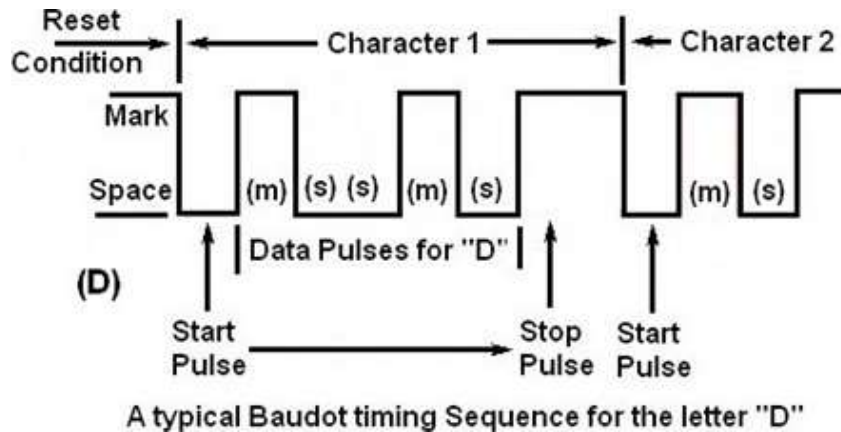 Reset
Condition
Character 1
Character 2
Mark
Space
(m) (s) (s) (m) (s) (m) (s)
Data Pulses for "D"
(D)
Start
Pulse
Stop
Pulse
Start
Pulse
A typical Baudot timing Sequence for the letter "D"